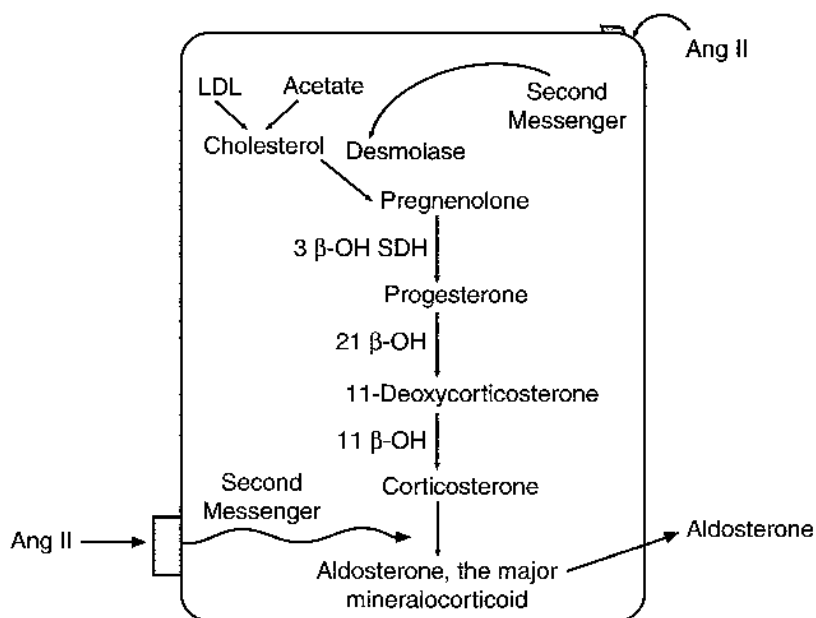 Ang II
LDL
Acetate
Second
Messenger
Cholesterol
Desmolase
Pregnenolone
3 β-OH SDH
Progesterone
21 β-OH
11-Deoxycorticosterone
11 β-OH
Corticosterone
Second
Messenger
Ang II
Aldosterone
Aldosterone, the major
mineralocorticoid